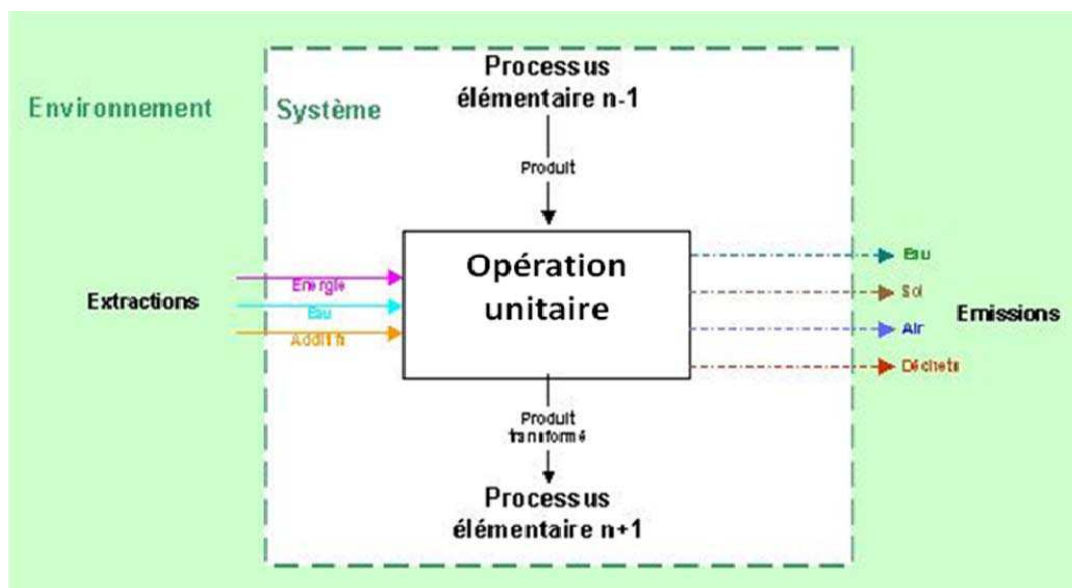 Processus
élémentaire n-1
Environnement
Système
Produit
Opération
unitaire
Extractions
Energie
Eau
Additifs
Eau
Sol
Air
Déchets
Emissions
Produit
transformé
Processus
élémentaire n+1